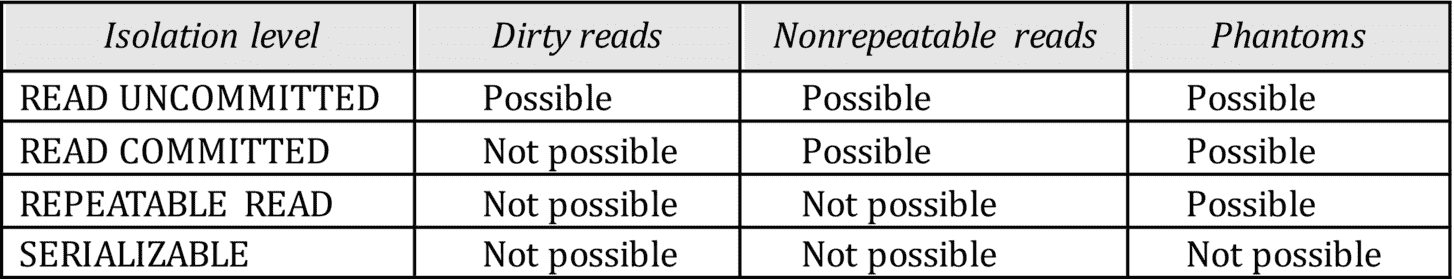 Isolation level Dirty reads Nonrepeatable reads Phantoms
READ UNCOMMITTED Possible Possible Possible
READ COMMITTED Not possible Possible Possible
REPEATABLE READ Not possible Not possible Possible
SERIALIZABLE Not possible Not possible Not possible